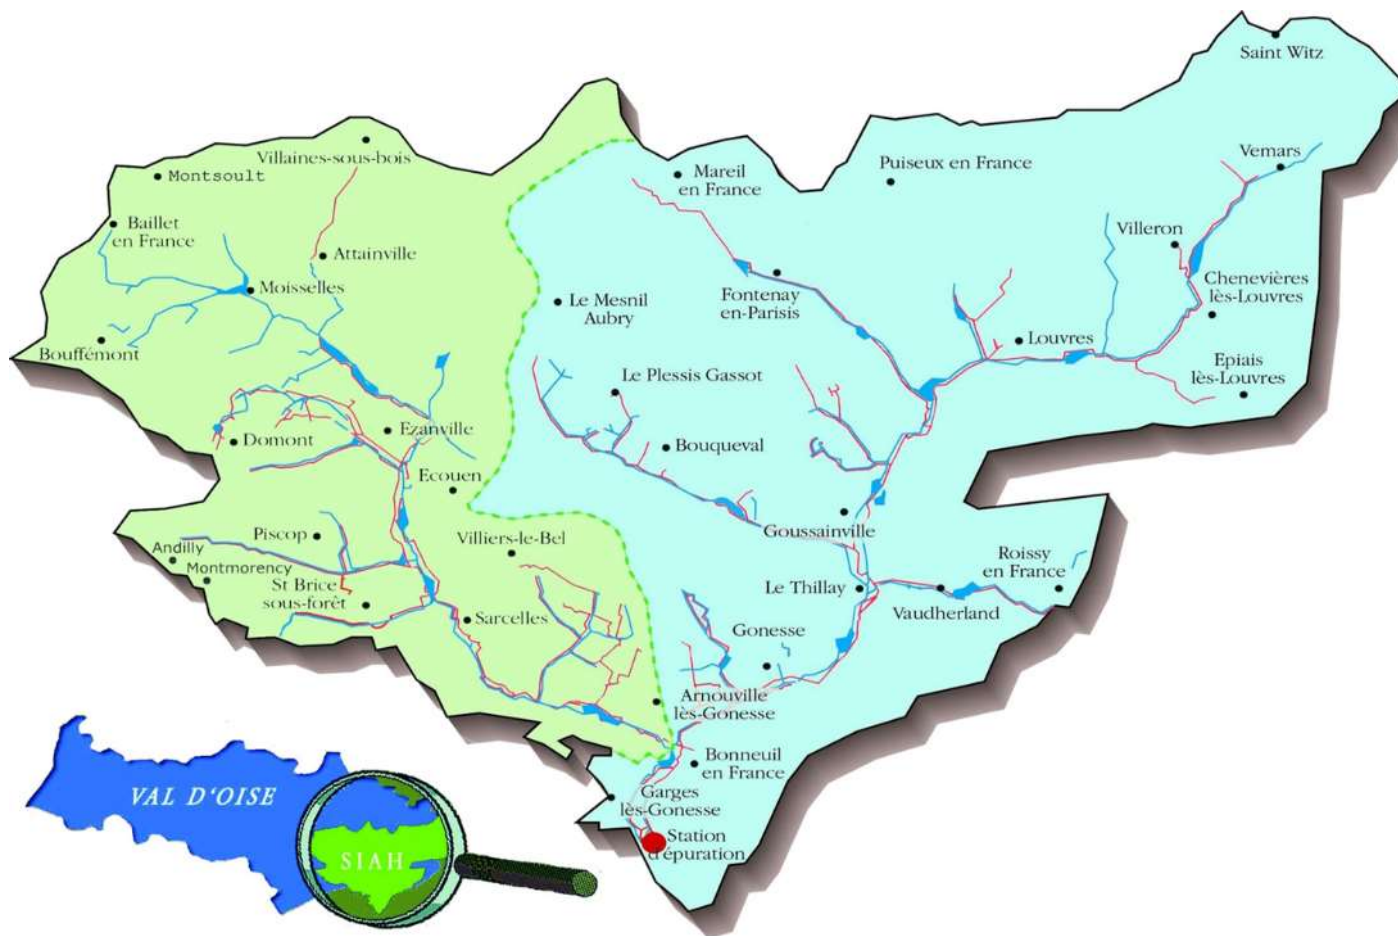 Saint Witz
Villaines-sous-bois
Montsoult
Mareil
en France
Puiseux en France
Vemars
Baillet
en France
Attainville
Villeron
Moisselles
Le Mesnil
Aubry
Fontenay
en-Parisis
Chenevières
lès-Louvres
Bouffémont
Louvres
Epiais
lès-Louvres
Le Plessis Gassot
Domont
Ezanville
Bouqueval
Ecouen
Goussainville
Piscop
Villiers-le-Bel
Andilly
Montmorency
St Brice
sous-forêt
Roissy
en France
Le Thillay
Vaudherland
Sarcelles
Gonesse
Arnouville
lès-Gonesse
Bonneuil
en France
Garges
lès-Gonesse
Station
d'épuration
VAL D'OISE
SIAH